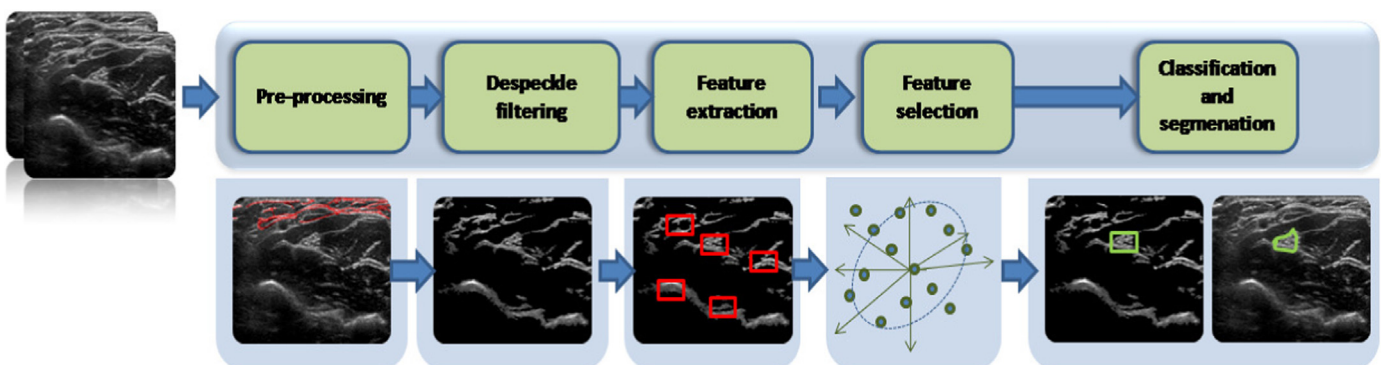 Pre-processing
Despeckle
filtering
Feature
extraction
Feature
selection
Classification
and
segmenation